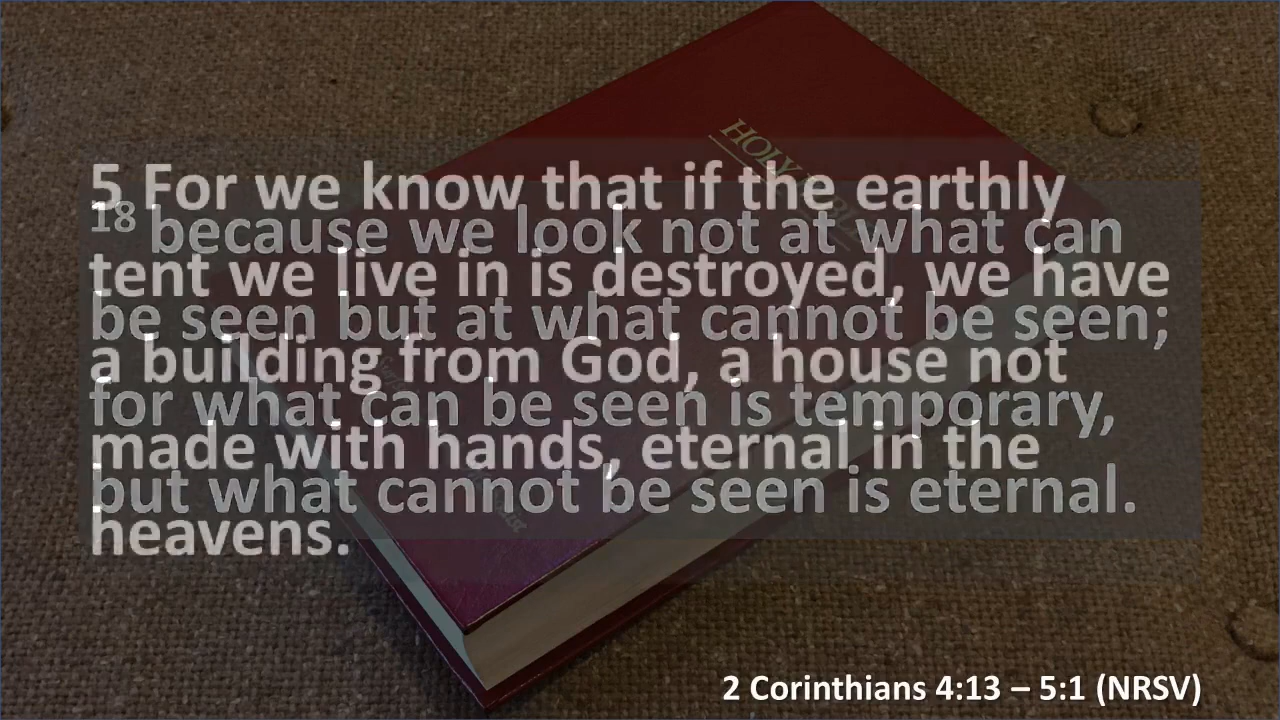 HOLY
5 For we know that if the earthly
tent we live in is destroyed, we have
a building from God, a house not
made with hands, eternal in the
heavens.
18 because we look not at what can
be seen but at what cannot be seen;
for what can be seen is temporary,
but what cannot be seen is eternal.
2 Corinthians 4:13 – 5:1 (NRSV)